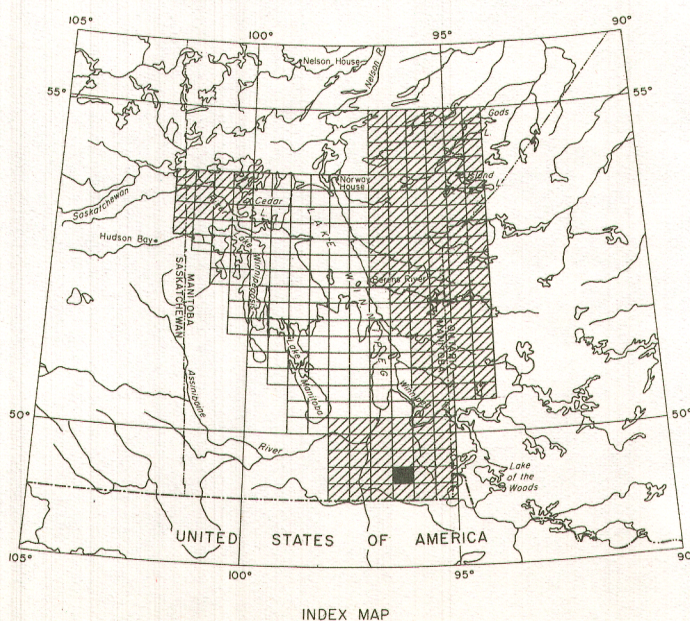 105°
100°
95°
90°
Nelson House
Nelson R
55°
55°
Gods
L.
Island
L.
Norway
House
Cedar
L
Saskatchewan
Hudson Bay
LAKE
WINNIPEG
Berens River
Winnipegosis
MANITOBA
SASKATCHEWAN
ONTARIO
MANITOBA
Lake
Manitoba
Assiniboine
River
50°
50°
Lake
of the
Woods
UNITED STATES OF AMERICA
105°
100°
95°
90
INDEX MAP